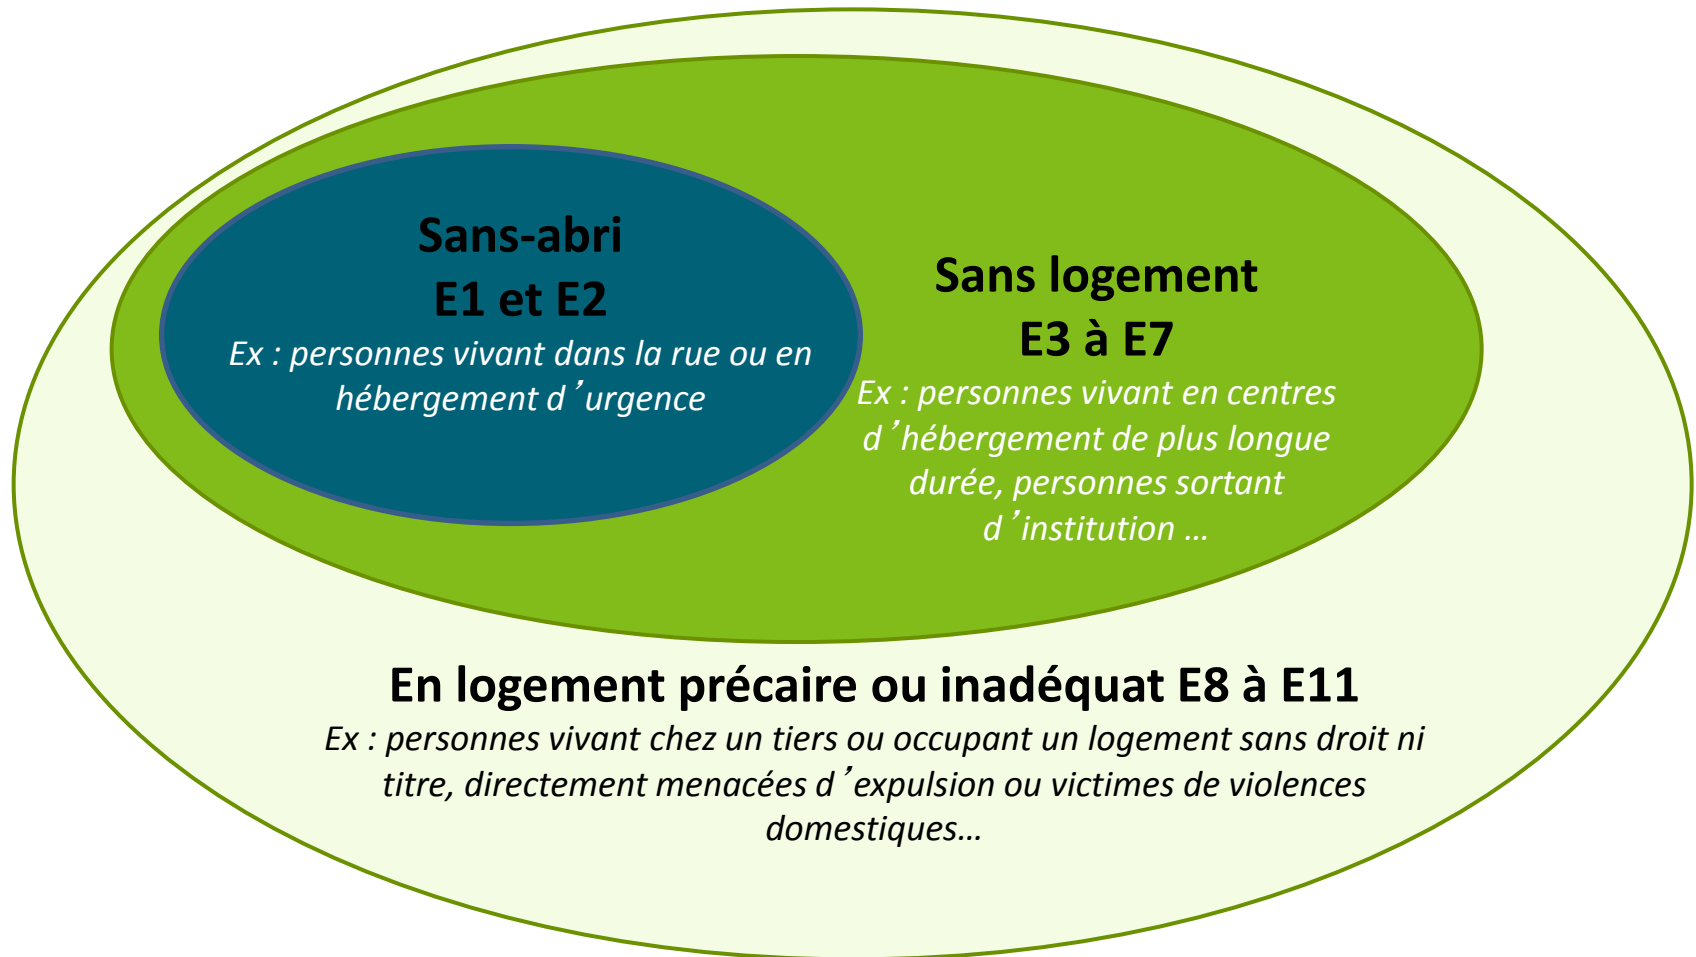 Sans-abri
E1 et E2
Ex : personnes vivant dans la rue ou en
hébergement d’urgence
Sans logement
E3 à E7
Ex : personnes vivant en centres
d’hébergement de plus longue
durée, personnes sortant
d’institution …
En logement précaire ou inadéquat E8 à E11
Ex : personnes vivant chez un tiers ou occupant un logement sans droit ni
titre, directement menacées d’expulsion ou victimes de violences
domestiques…